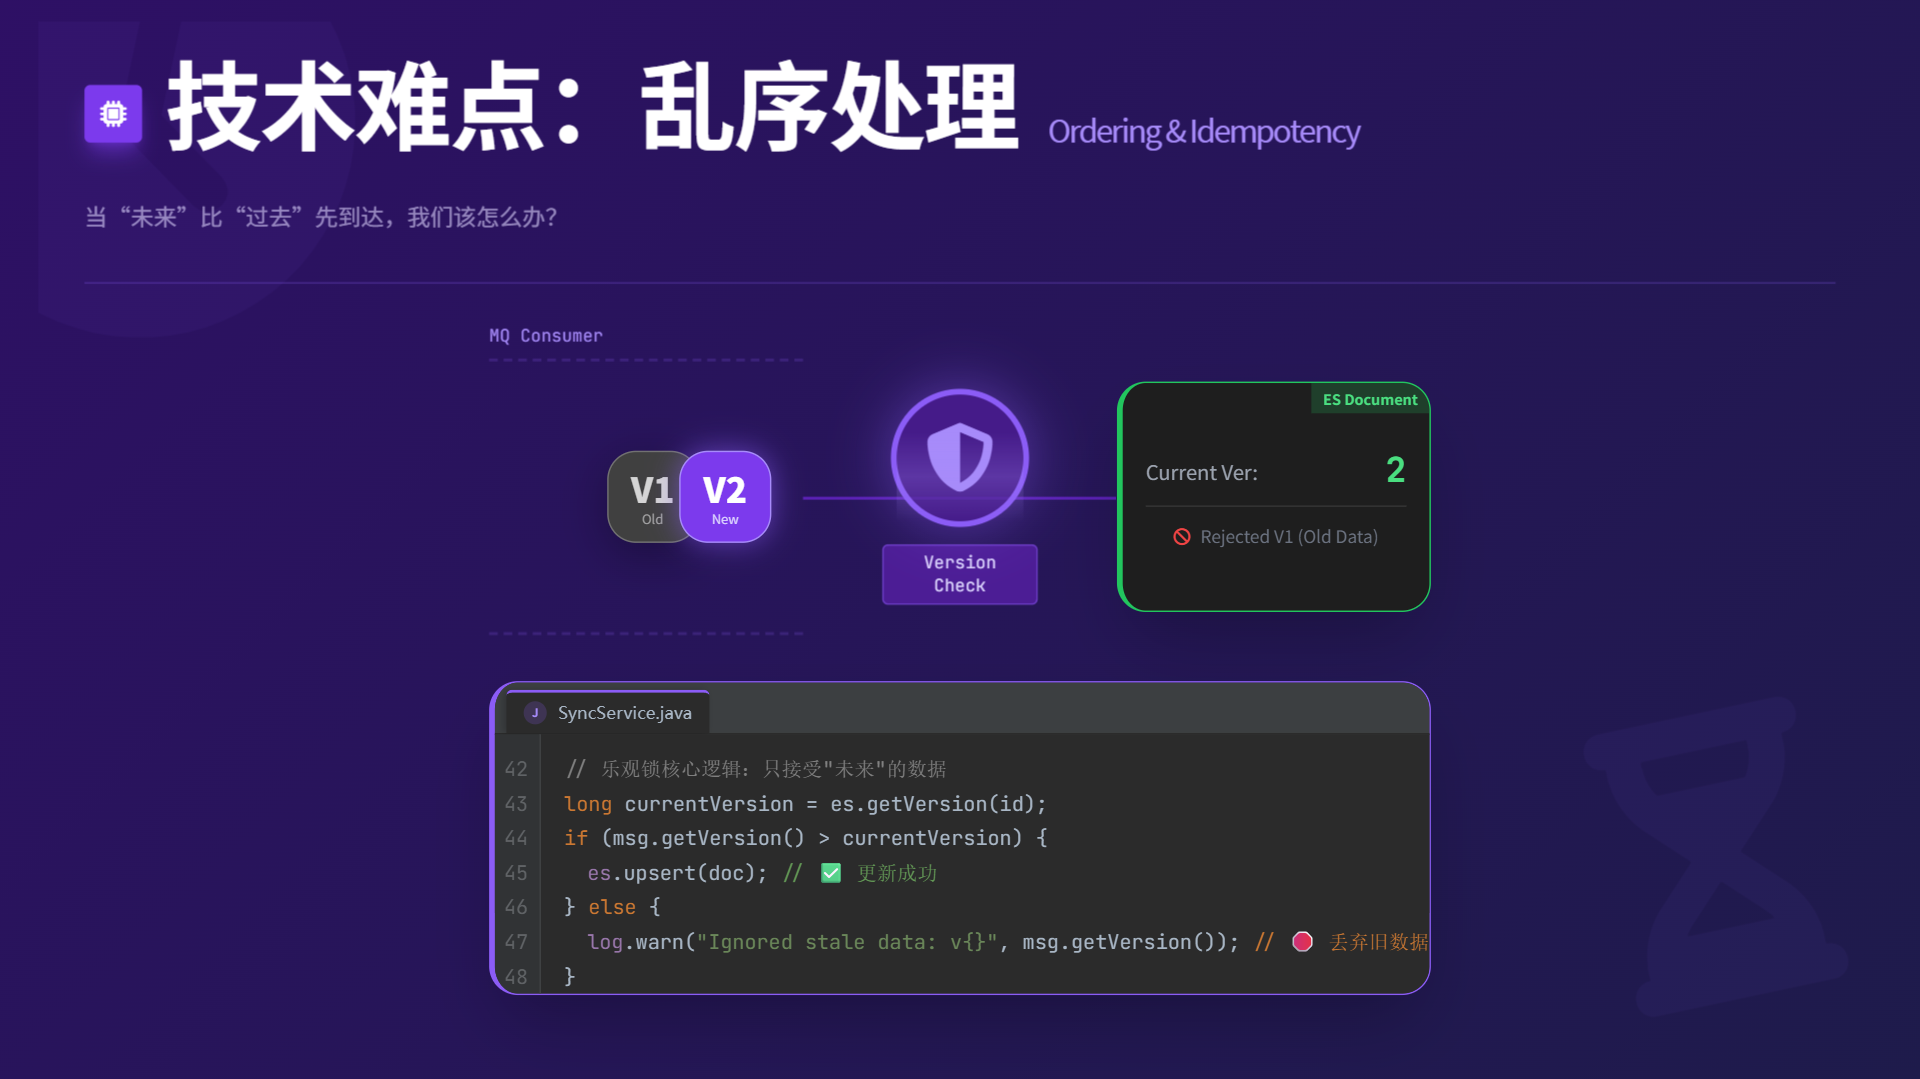 技术难点：乱序处理 Ordering & Idempotency
当“未来”比“过去”先到达，我们该怎么办？
MQ Consumer
V1
Old
V2
New
Version
Check
ES Document
Current Ver: 2
Rejected V1 (Old Data)
J SyncService.java
42 // 乐观锁核心逻辑：只接受"未来"的数据
43 long currentVersion = es.getVersion(id);
44 if (msg.getVersion() > currentVersion) {
45 es.upsert(doc); // ✅ 更新成功
46 } else {
47 log.warn("Ignored stale data: v{}", msg.getVersion()); // 🛑 丢弃旧数据
48 }